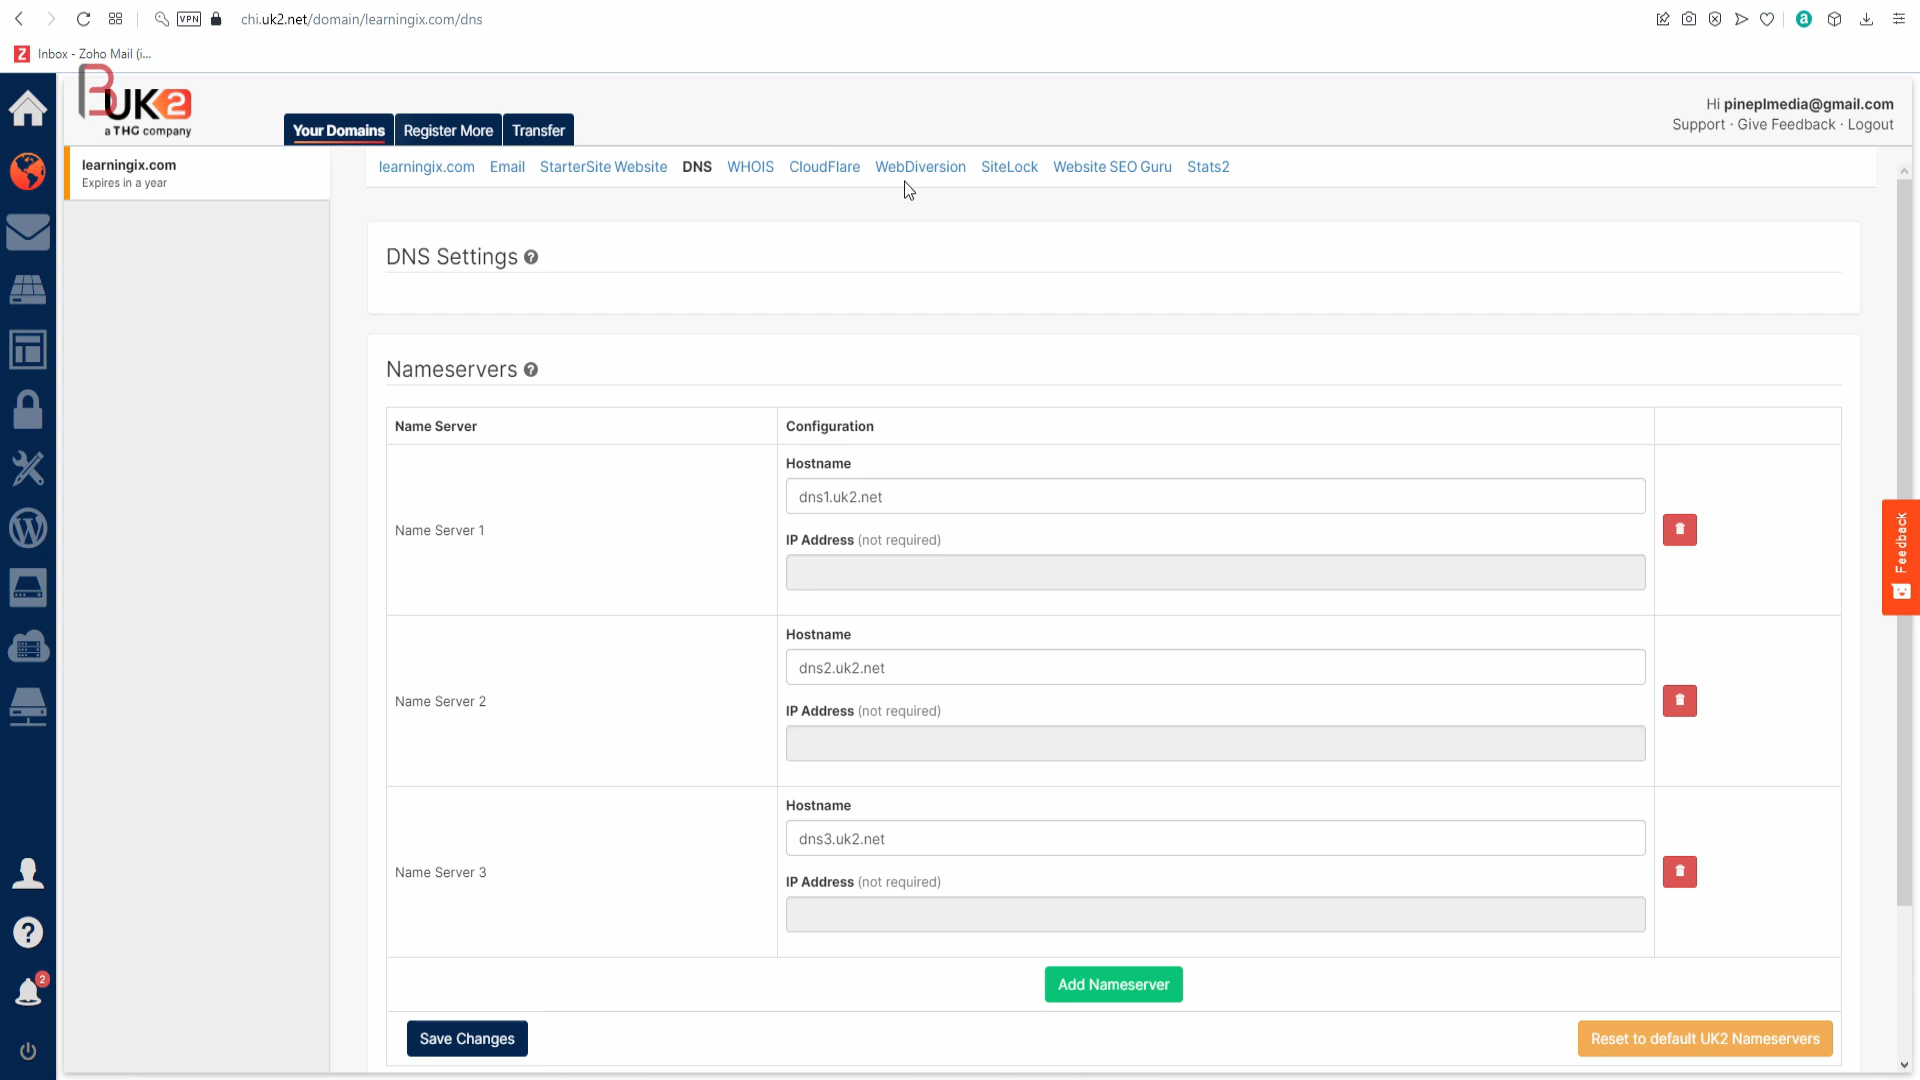 VPN
chi.uk2.net/domain/learningix.com/dns
a
Z Inbox - Zoho Mail (i...
B
UK2
a THG company
Your Domains Register More Transfer
Hi pineplmedia@gmail.com
Support · Give Feedback · Logout
learningix.com
Expires in a year
learningix.com Email StarterSite Website DNS WHOIS CloudFlare WebDiversion SiteLock Website SEO Guru Stats2
DNS Settings ?
Nameservers ?
Name Server Configuration
Hostname
dns1.uk2.net
Name Server 1
IP Address (not required)
Hostname
dns2.uk2.net
Name Server 2
IP Address (not required)
Hostname
dns3.uk2.net
Name Server 3
IP Address (not required)
Add Nameserver
Save Changes Reset to default UK2 Nameservers
Feedback
?
2